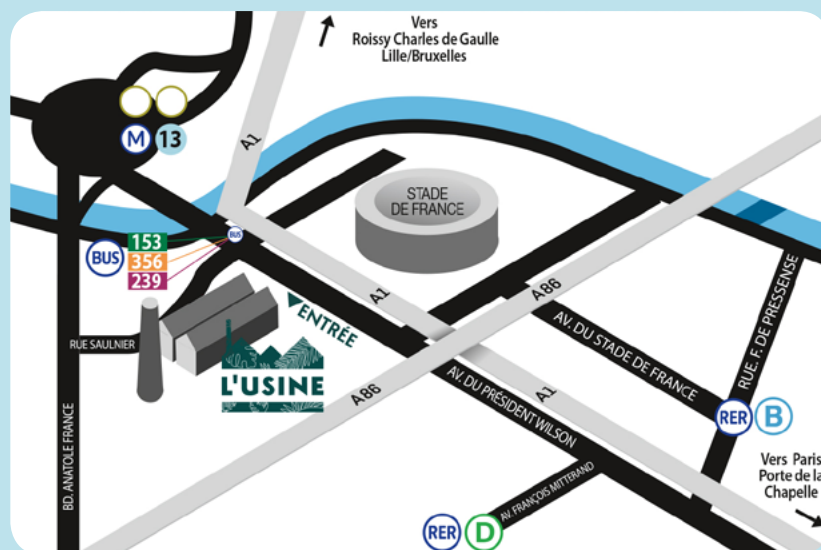 Vers
Roissy Charles de Gaulle
Lille/Bruxelles
M 13
A1
STADE
DE FRANCE
BUS
153
356
239
BUS
A1
A86
RUE. F. DE PRESSENSE
ENTRÉE
AV. DU STADE DE FRANCE
RUE SAULNIER
L'USINE
A86
AV. DU PRÉSIDENT WILSON
A1
RER B
BD. ANATOLE FRANCE
Vers Paris
Porte de la
Chapelle
AV. FRANÇOIS MITTERAND
RER D